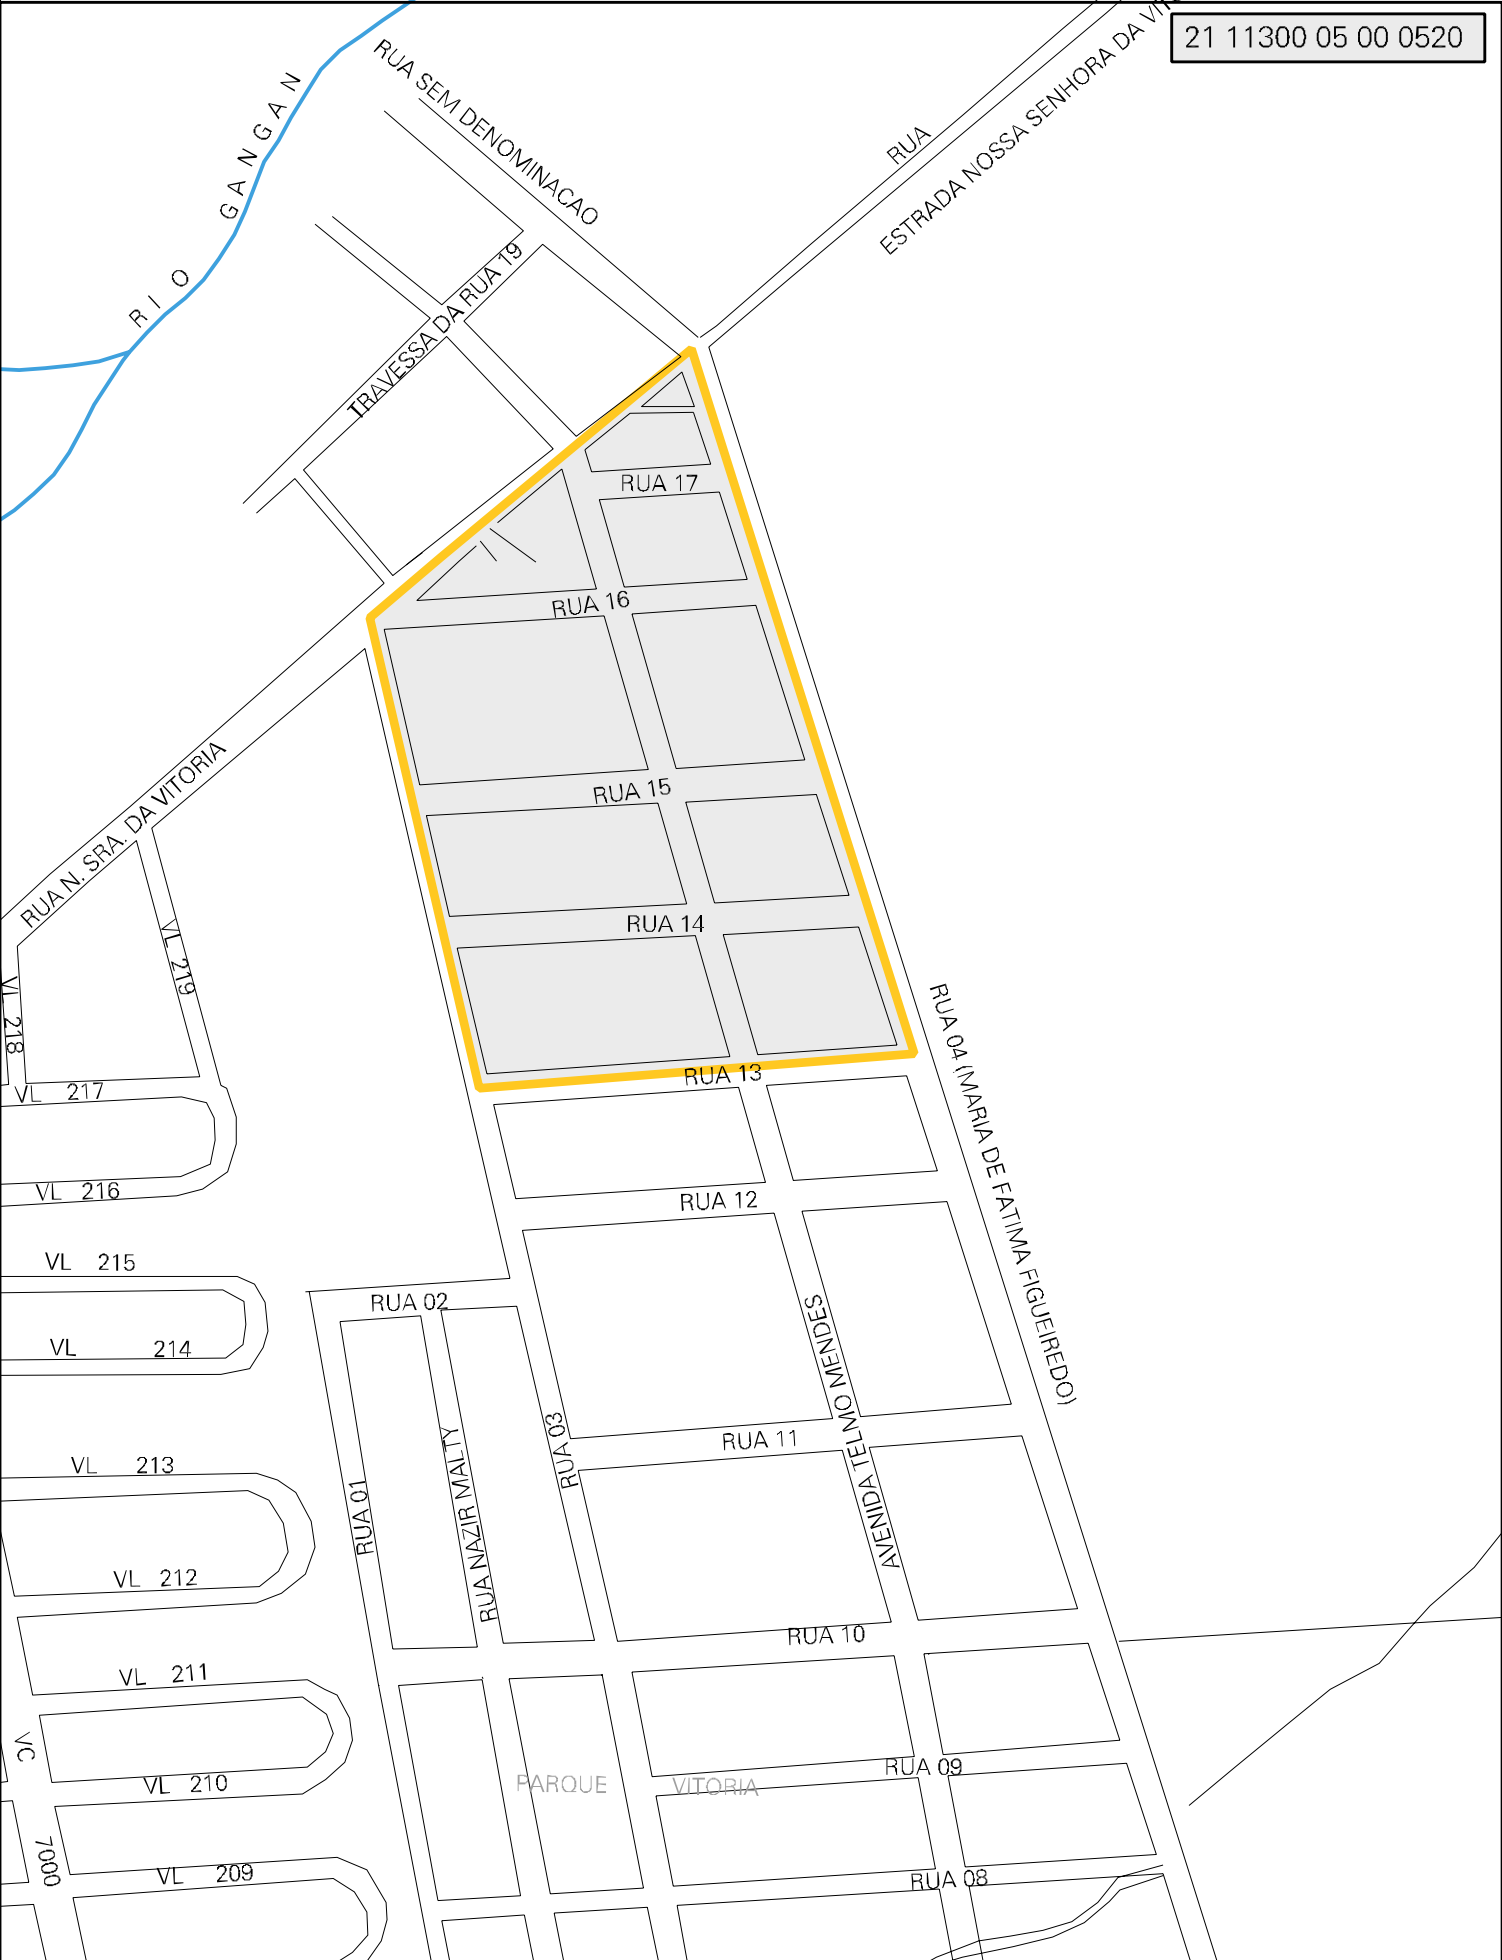 21 11300 05 00 0520
RUA SEM DENOMINACAO
RUA
ESTRADA NOSSA SENHORA DA
RIO GANGAN
TRAVESSA DA RUA 19
RUA 17
RUA 16
RUA 15
RUA N. SRA. DA VITORIA
RUA 14
VL 219
VL 218
RUA 04 (MARIA DE FATIMA FIGUEIREDO)
RUA 13
VL 217
VL 216
RUA 12
VL 215
RUA 02
VL 214
AVENIDA TELMO MENDES
RUA 11
RUA 03
RUA NAZIR MALTY
RUA 01
VL 213
VL 212
RUA 10
VL 211
VC 7000
RUA 09
VL 210
PARQUE VITORIA
VL 209
RUA 08